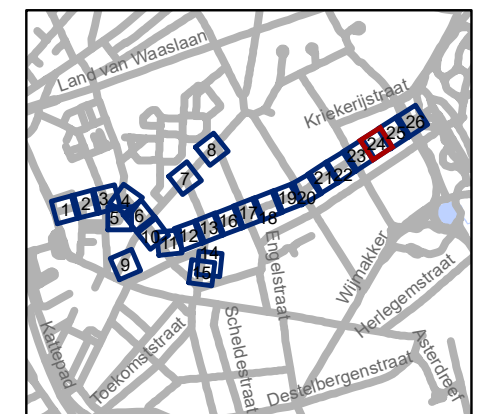 Land van Waaslaan
Kriekerijstraat
26
25
24
23
22
21
20
19
18
17
16
13
12
11
10
8
7
1
2
3
4
5
6
9
14
15
Engelstraat
Wijmakker
Herlegemstraat
Scheldestraat
Toekomststraat
Kattepad
Destelbergenstraat
Asterdreef